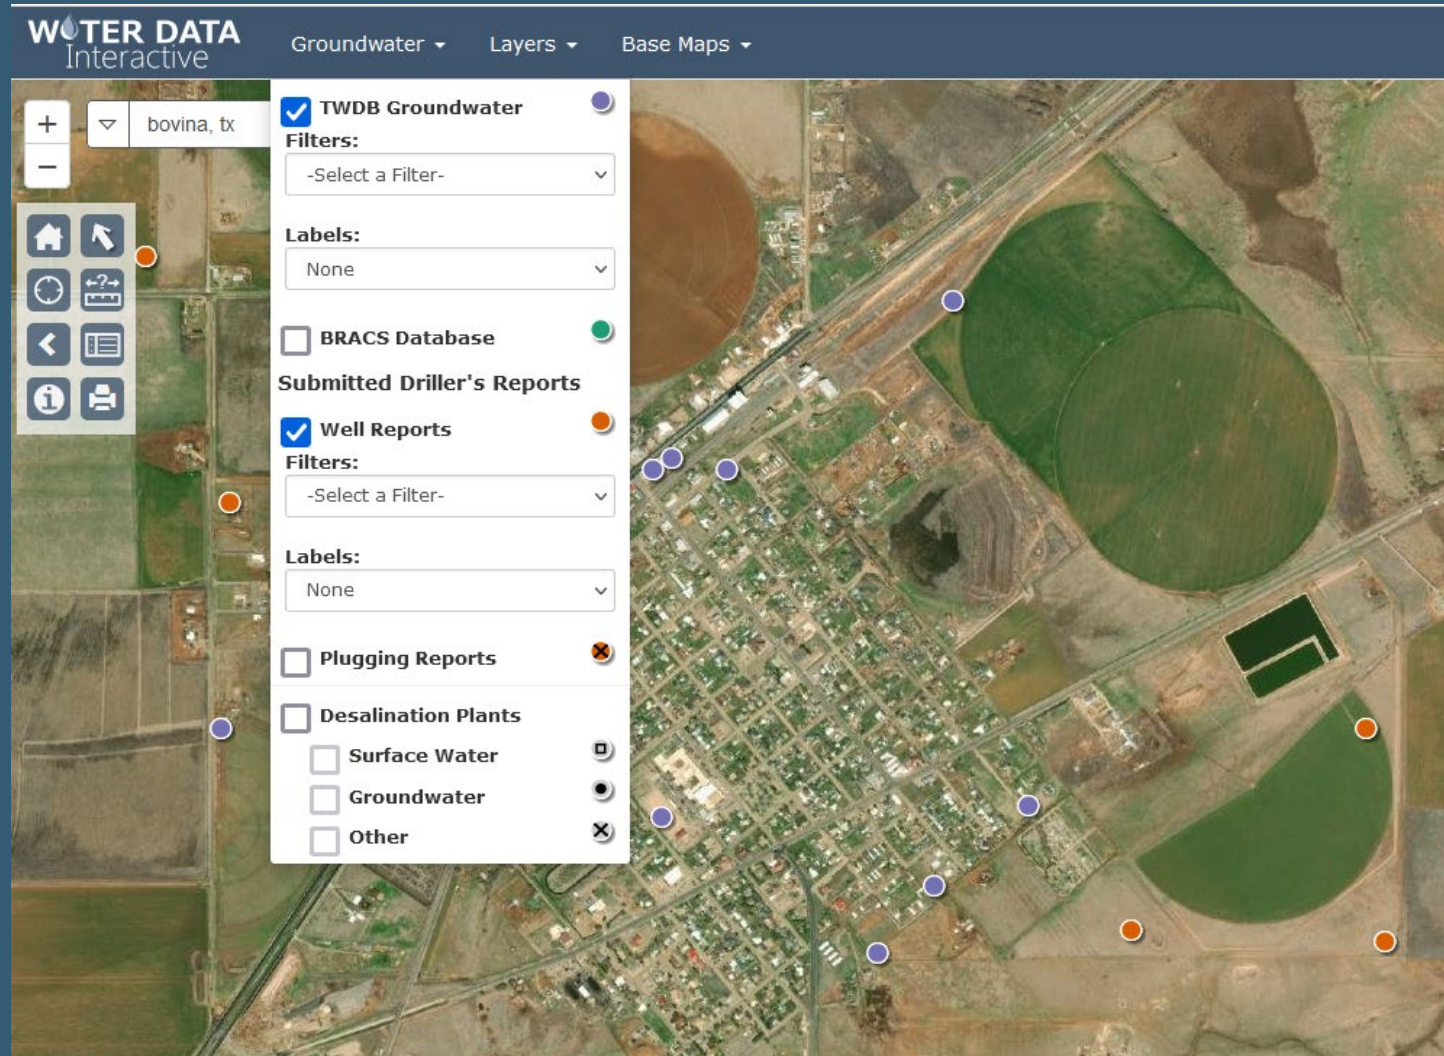 WATER DATA
Interactive
Groundwater
Layers
Base Maps
+
−
bovina, tx
TWDB Groundwater
Filters:
-Select a Filter-
Labels:
None
BRACS Database
Submitted Driller's Reports
Well Reports
Filters:
-Select a Filter-
Labels:
None
Plugging Reports
Desalination Plants
Surface Water
Groundwater
Other